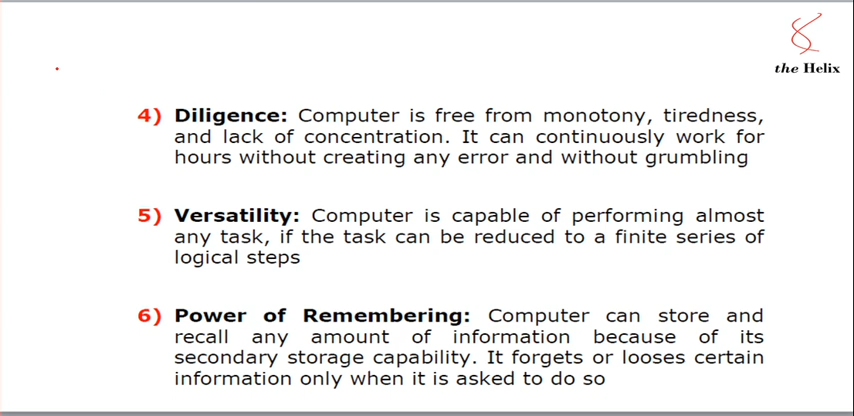 the Helix
4) Diligence: Computer is free from monotony, tiredness,
and lack of concentration. It can continuously work for
hours without creating any error and without grumbling
5) Versatility: Computer is capable of performing almost
any task, if the task can be reduced to a finite series of
logical steps
6) Power of Remembering: Computer can store and
recall any amount of information because of its
secondary storage capability. It forgets or looses certain
information only when it is asked to do so